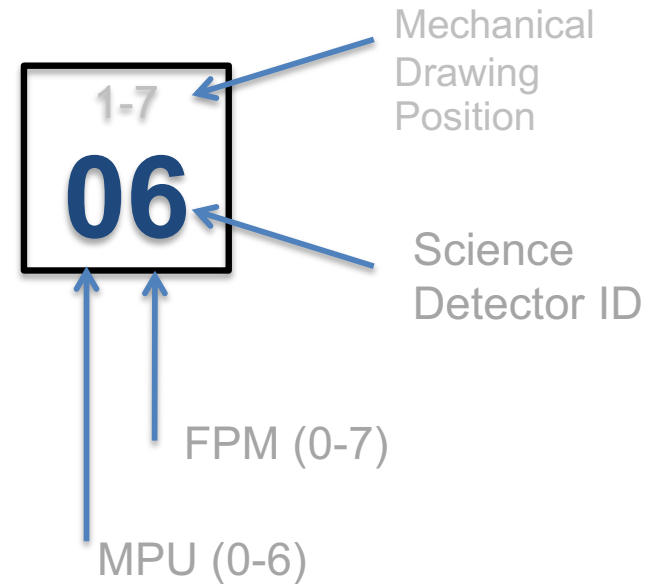 Mechanical
Drawing
Position
1-7
06
Science
Detector ID
FPM (0-7)
MPU (0-6)